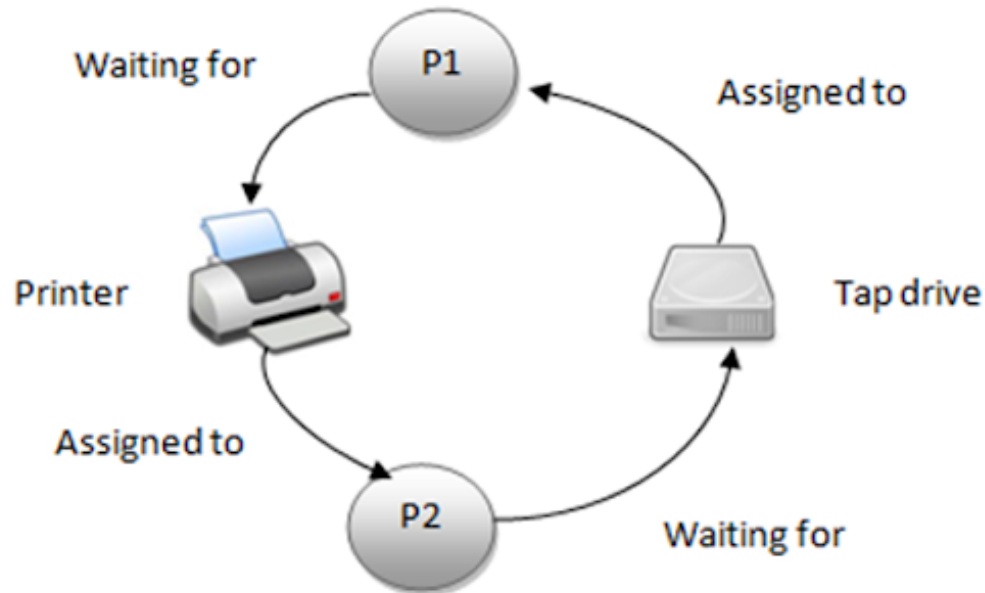 P1
Waiting for
Assigned to
Printer
Tap drive
Assigned to
P2
Waiting for